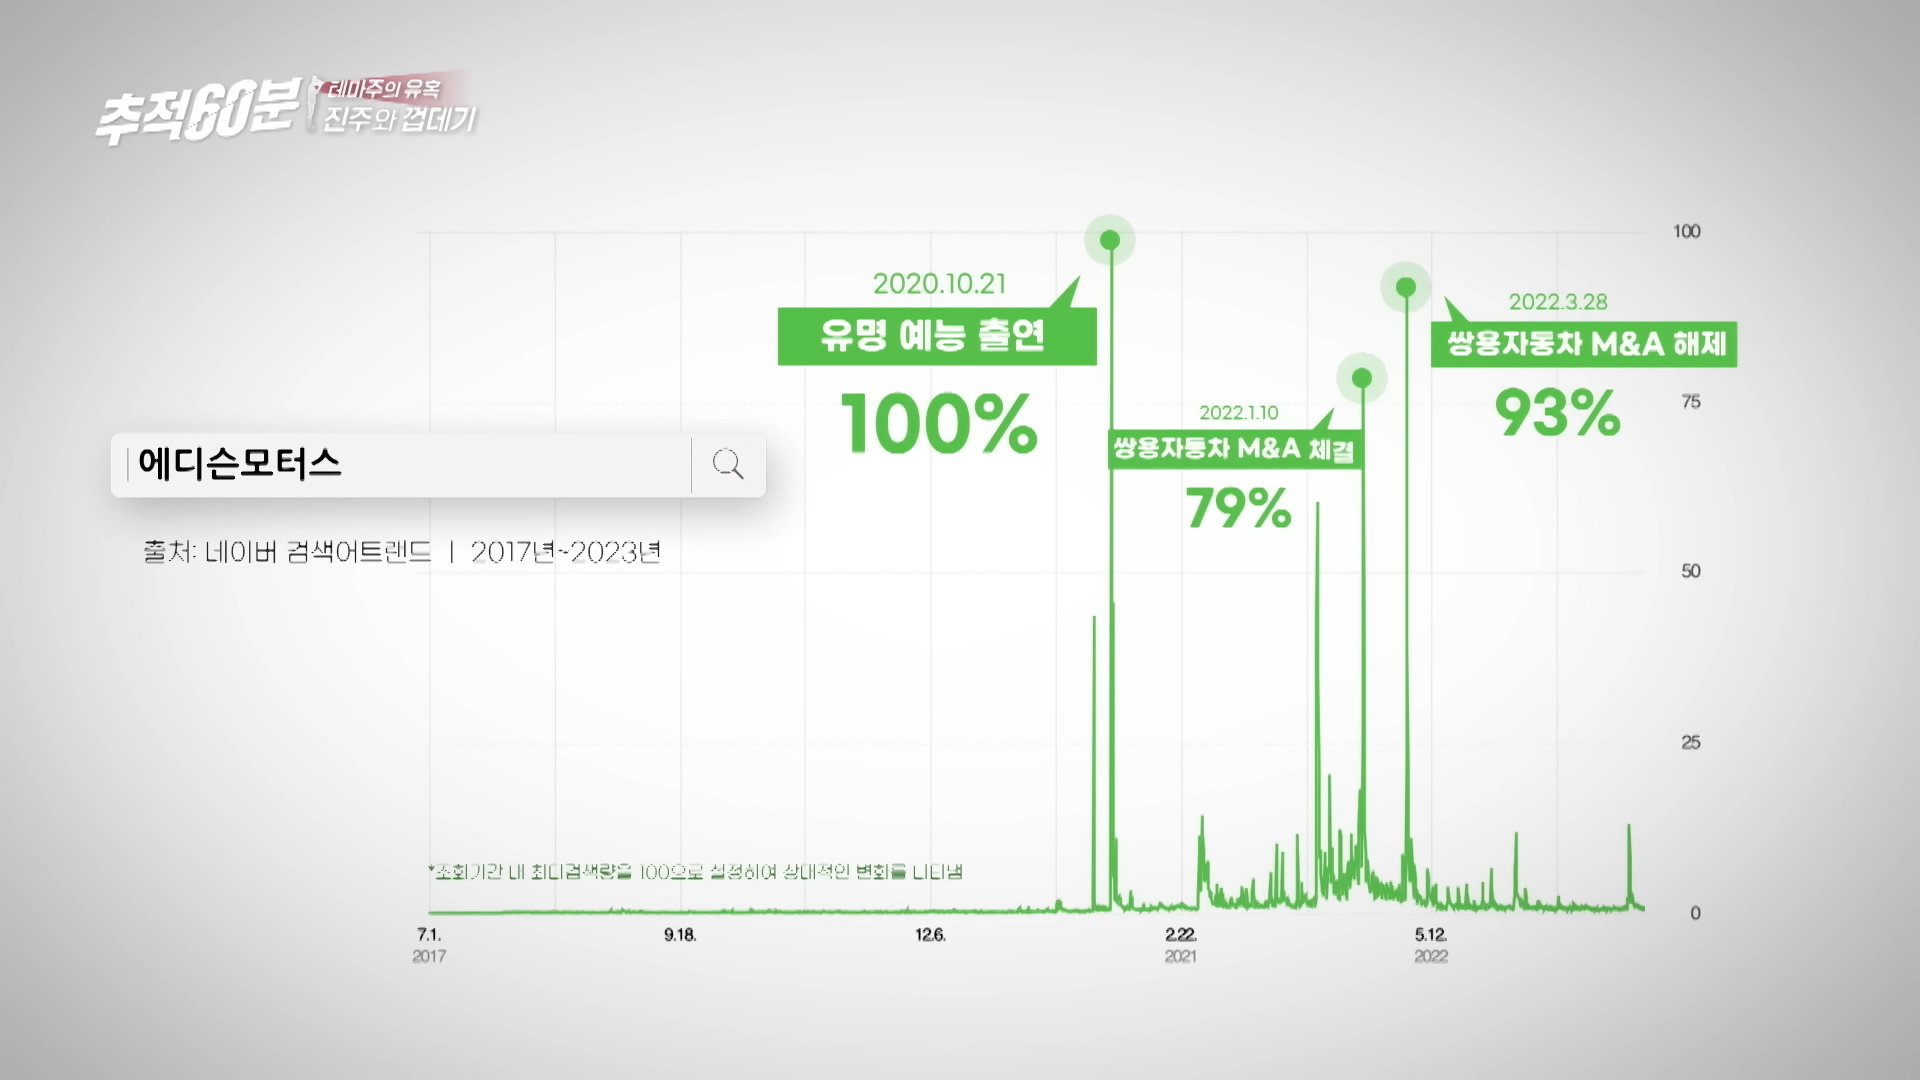 추적60분
테마주의 유혹
진주와 껍데기
100
2020.10.21
유명 예능 출연
100%
2022.3.28
쌍용자동차 M&A 해제
93%
75
2022.1.10
쌍용자동차 M&A 체결
79%
에디슨모터스
출처: 네이버 검색어트렌드 | 2017년~2023년
50
25
*조회기간 내 최다검색량을 100으로 설정하여 상대적인 변화를 나타냄
0
7.1. 9.18. 12.6. 2.22. 5.12.
2017 2021 2022